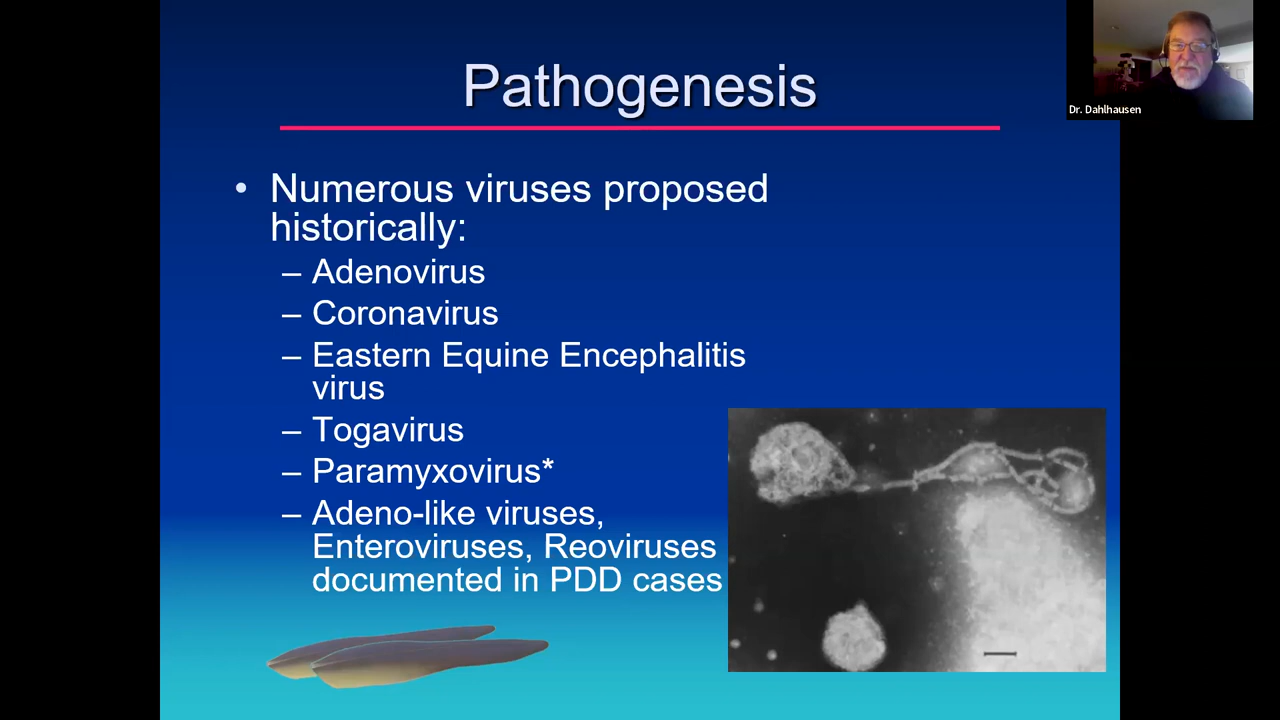 Pathogenesis
• Numerous viruses proposed
historically:
– Adenovirus
– Coronavirus
– Eastern Equine Encephalitis
virus
– Togavirus
– Paramyxovirus*
– Adeno-like viruses,
Enteroviruses, Reoviruses
documented in PDD cases
Dr. Dahlhausen